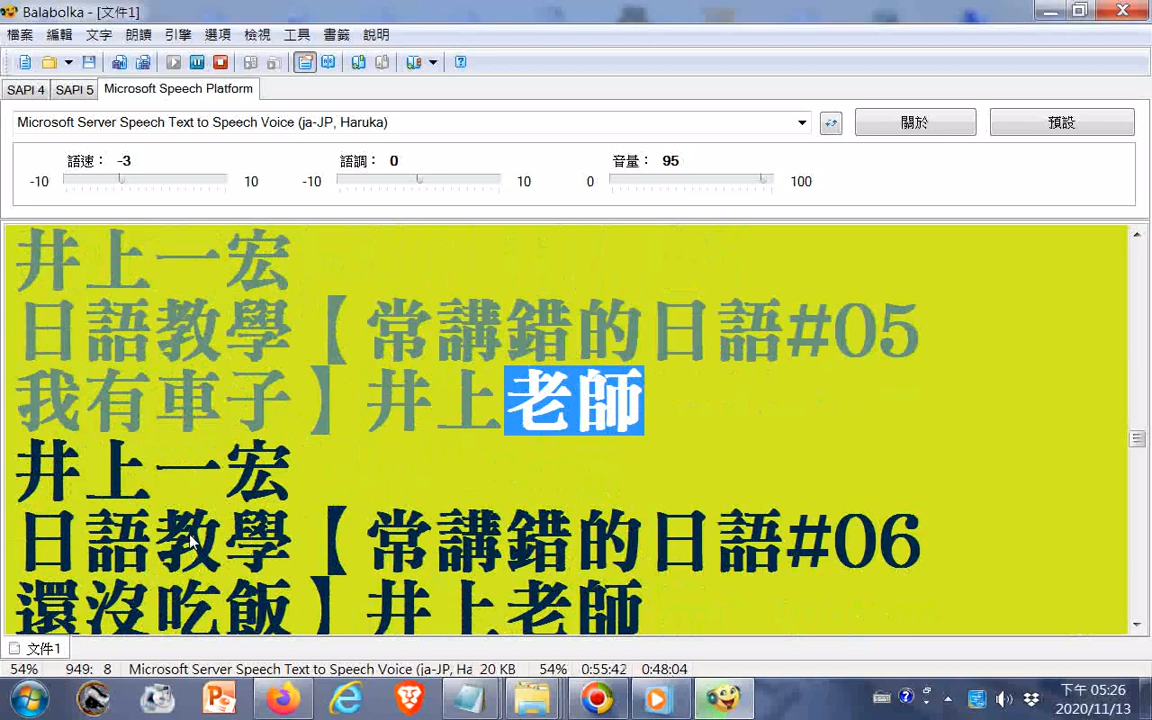 Balabolka - [文件1]
檔案 編輯 文字 朗讀 引擎 選項 檢視 工具 書籤 說明
SAPI 4 SAPI 5 Microsoft Speech Platform
Microsoft Server Speech Text to Speech Voice (ja-JP, Haruka)
關於 預設
語速： -3 語調： 0 音量： 95
-10 10 -10 10 0 100
井上一宏
日語教學【常講錯的日語#05
我有車子】井上老師
井上一宏
日語教學【常講錯的日語#06
還沒吃飯】井上老師
文件1
54% 949: 8 Microsoft Server Speech Text to Speech Voice (ja-JP, Ha 20 KB 54% 0:55:42 0:48:04
下午 05:26
2020/11/13